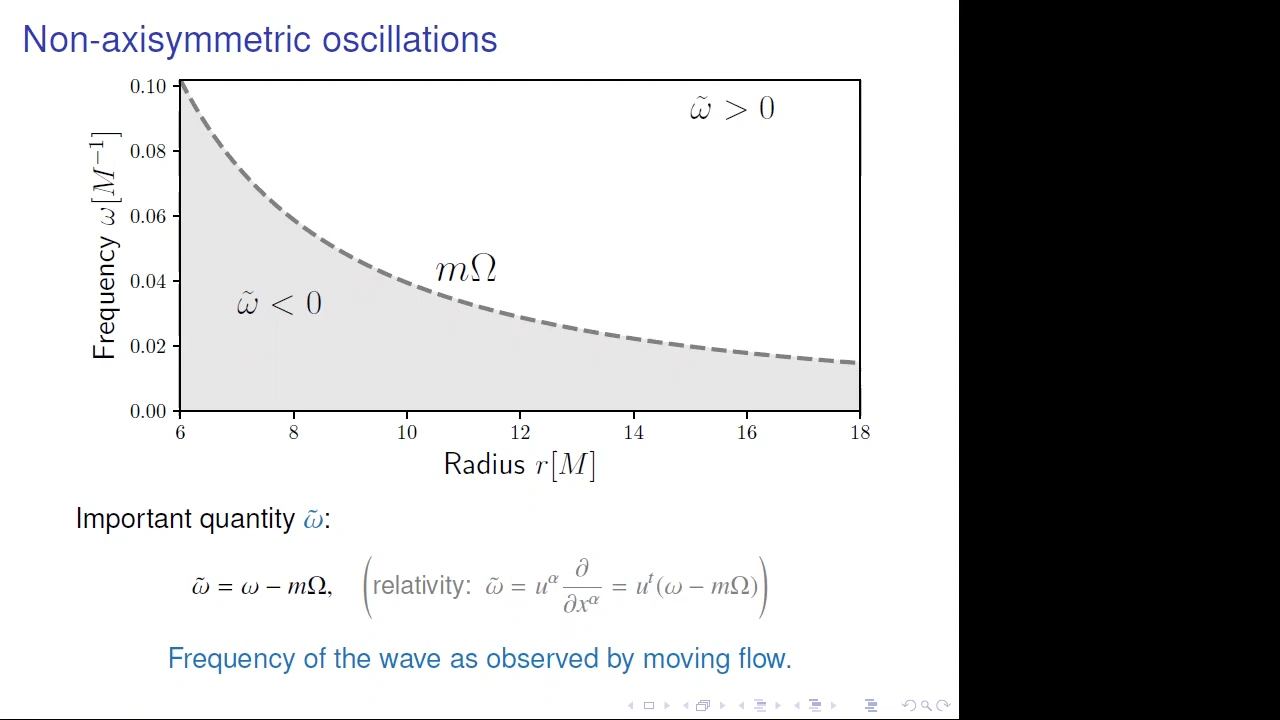 Non-axisymmetric oscillations
0.10
0.08
0.06
0.04
0.02
0.00
Frequency ω[M⁻¹]
ω̃ > 0
mΩ
ω̃ < 0
6 8 10 12 14 16 18
Radius r[M]
Important quantity ω̃:
ω̃ = ω − mΩ, (relativity: ω̃ = u^α ∂/∂x^α = u^t(ω − mΩ))
Frequency of the wave as observed by moving flow.